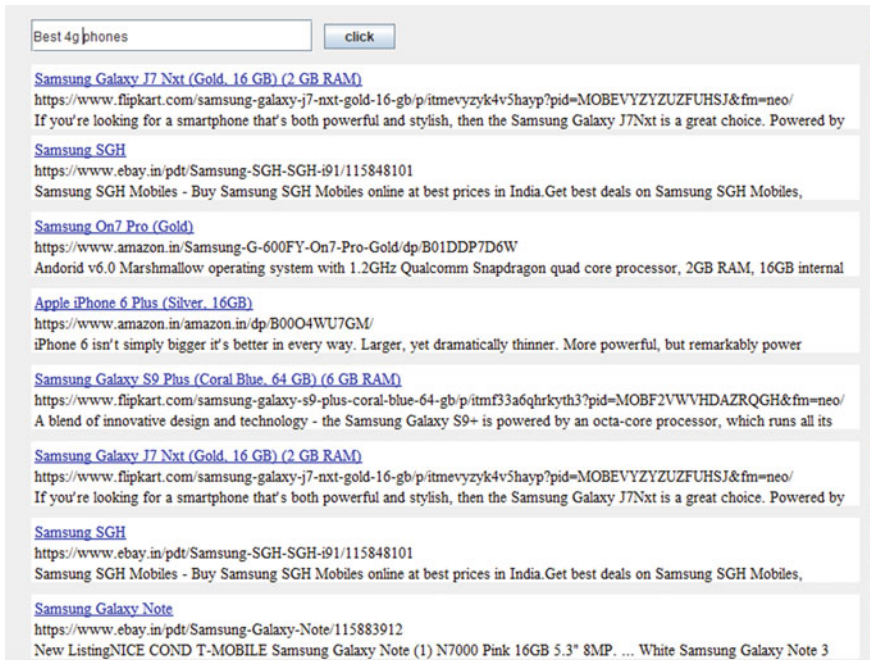 Best 4g phones
click
Samsung Galaxy J7 Nxt (Gold, 16 GB) (2 GB RAM)
https://www.flipkart.com/samsung-galaxy-j7-nxt-gold-16-gb/p/itmevyzyk4v5hayp?pid=MOBEVYZYZUZFUHSJ&fm=neo/
If you're looking for a smartphone that's both powerful and stylish, then the Samsung Galaxy J7Nxt is a great choice. Powered by
Samsung SGH
https://www.ebay.in/pdt/Samsung-SGH-SGH-i91/115848101
Samsung SGH Mobiles - Buy Samsung SGH Mobiles online at best prices in India.Get best deals on Samsung SGH Mobiles,
Samsung On7 Pro (Gold)
https://www.amazon.in/Samsung-G-600FY-On7-Pro-Gold/dp/B01DDP7D6W
Andorid v6.0 Marshmallow operating system with 1.2GHz Qualcomm Snapdragon quad core processor, 2GB RAM, 16GB internal
Apple iPhone 6 Plus (Silver, 16GB)
https://www.amazon.in/amazon.in/dp/B00O4WU7GM/
iPhone 6 isn't simply bigger it's better in every way. Larger, yet dramatically thinner. More powerful, but remarkably power
Samsung Galaxy S9 Plus (Coral Blue, 64 GB) (6 GB RAM)
https://www.flipkart.com/samsung-galaxy-s9-plus-coral-blue-64-gb/p/itmf33a6qhrkyth3?pid=MOBF2VWVHDAZRQGH&fm=neo/
A blend of innovative design and technology - the Samsung Galaxy S9+ is powered by an octa-core processor, which runs all its
Samsung Galaxy J7 Nxt (Gold, 16 GB) (2 GB RAM)
https://www.flipkart.com/samsung-galaxy-j7-nxt-gold-16-gb/p/itmevyzyk4v5hayp?pid=MOBEVYZYZUZFUHSJ&fm=neo/
If you're looking for a smartphone that's both powerful and stylish, then the Samsung Galaxy J7Nxt is a great choice. Powered by
Samsung SGH
https://www.ebay.in/pdt/Samsung-SGH-SGH-i91/115848101
Samsung SGH Mobiles - Buy Samsung SGH Mobiles online at best prices in India.Get best deals on Samsung SGH Mobiles,
Samsung Galaxy Note
https://www.ebay.in/pdt/Samsung-Galaxy-Note/115883912
New ListingNICE COND T-MOBILE Samsung Galaxy Note (1) N7000 Pink 16GB 5.3" 8MP. ... White Samsung Galaxy Note 3